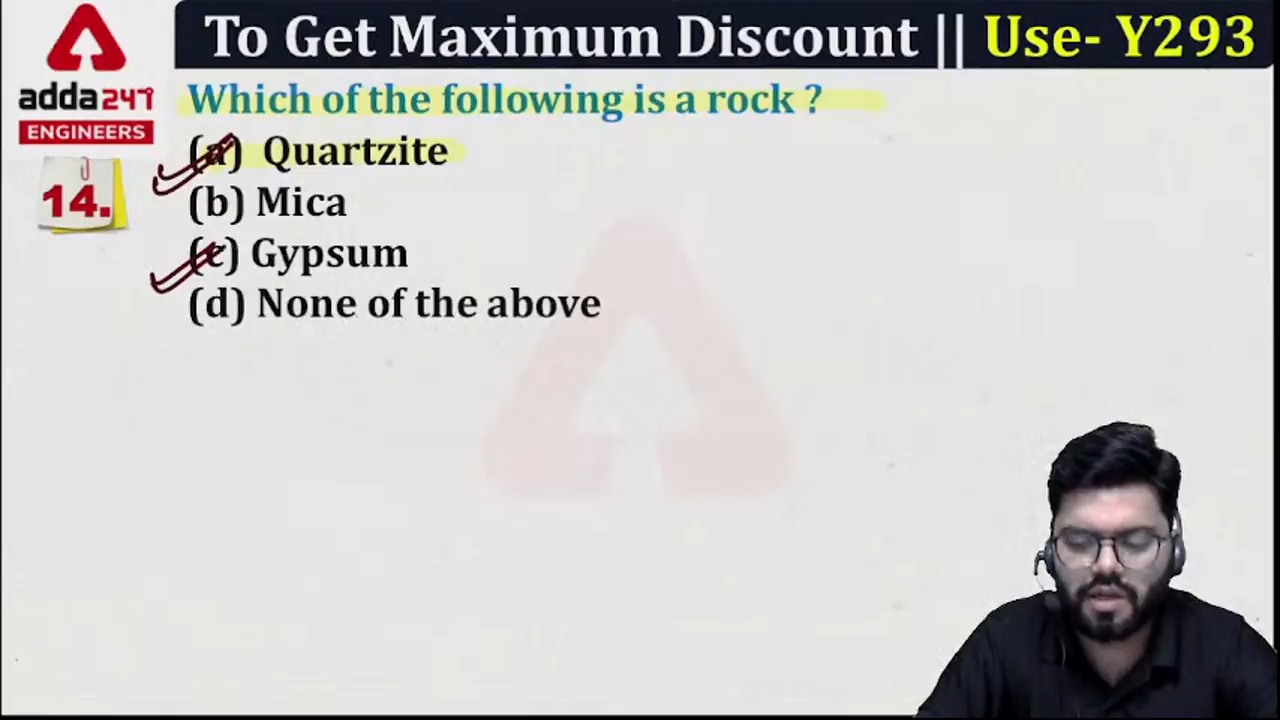 To Get Maximum Discount || Use- Y293
adda247
ENGINEERS
14.
Which of the following is a rock ?
(a) Quartzite
(b) Mica
(c) Gypsum
(d) None of the above